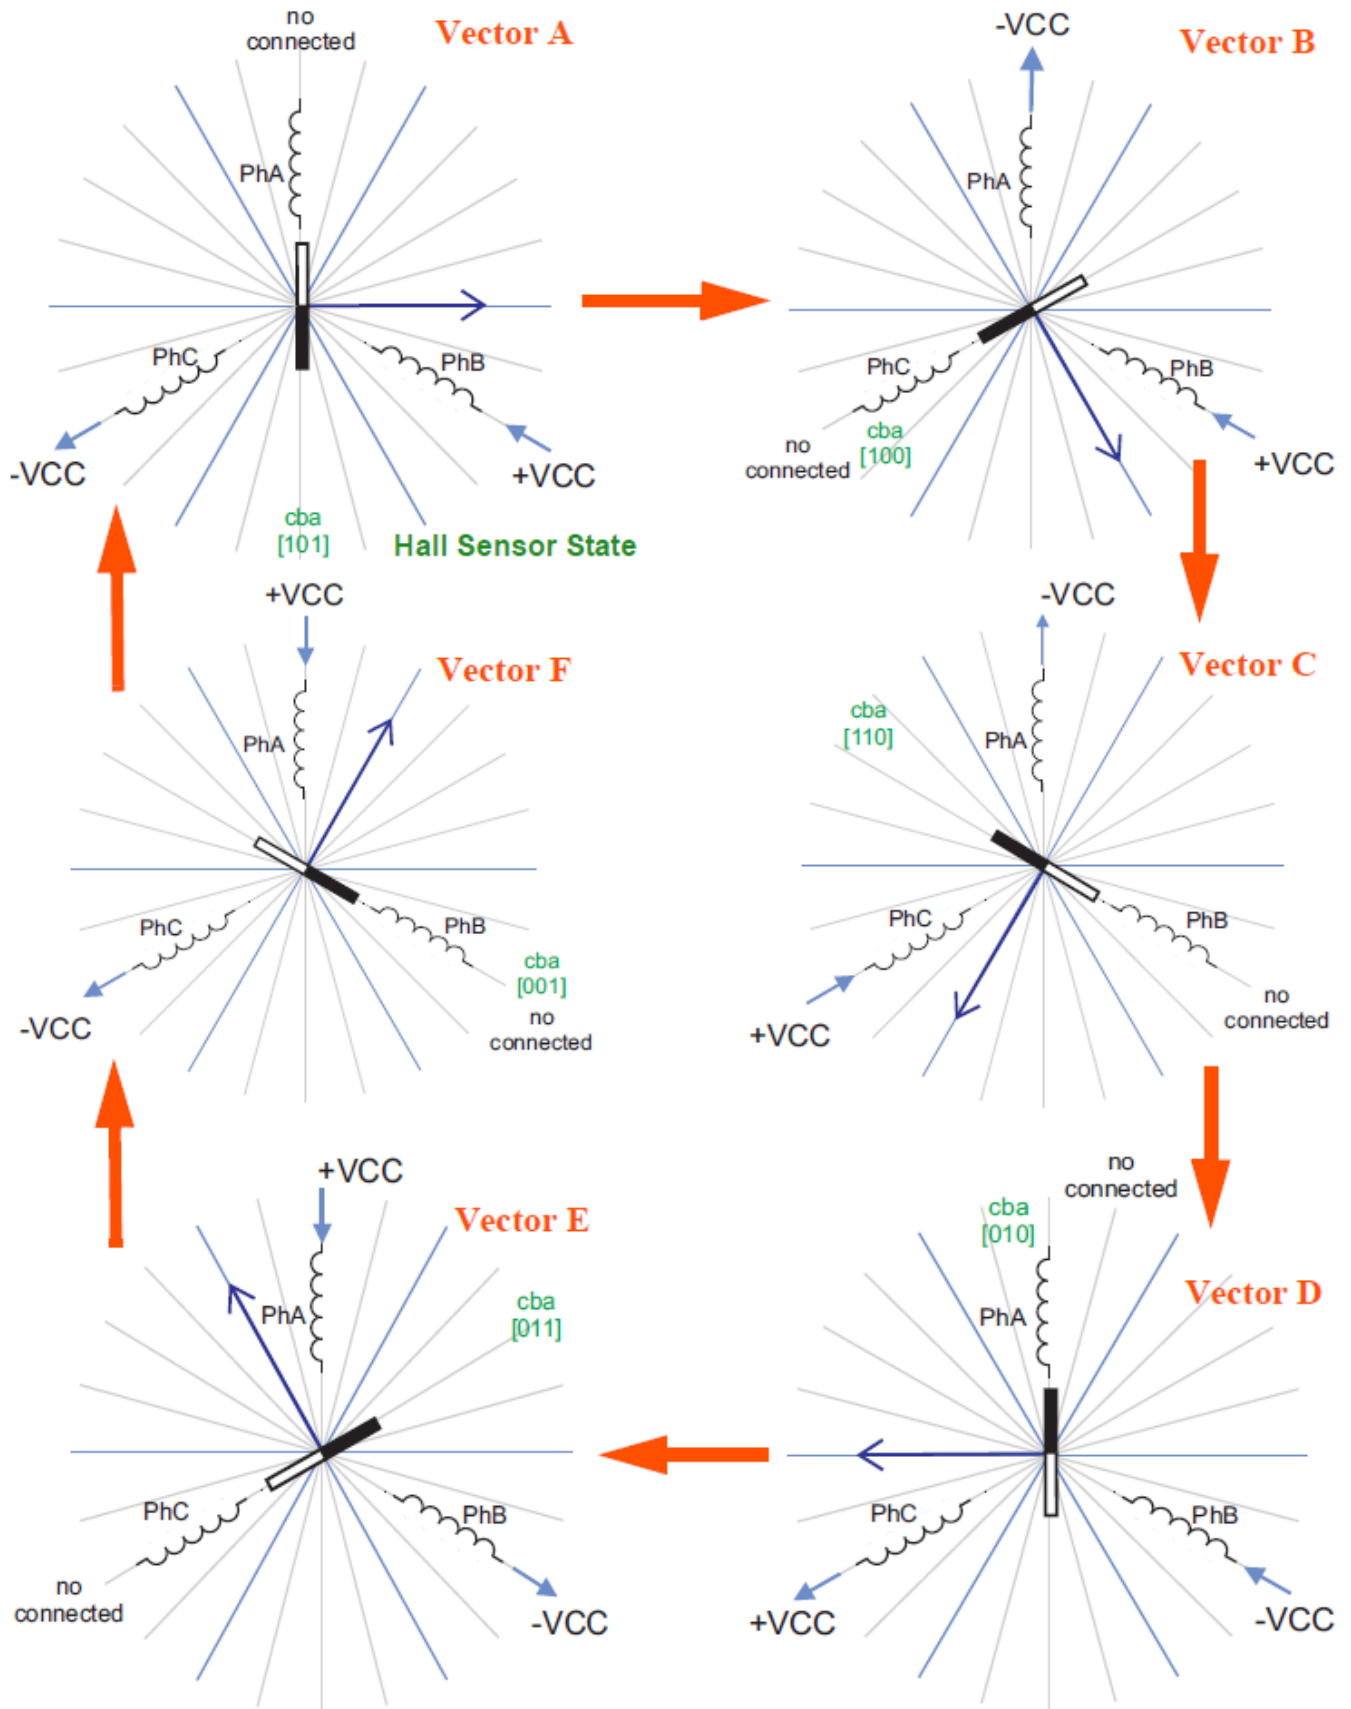 no
connected
Vector A
PhA
PhC
PhB
-VCC
+VCC
cba
[101]
Hall Sensor State
-VCC
Vector B
PhA
PhC
PhB
cba
[100]
no
connected
+VCC
+VCC
Vector F
PhA
PhC
PhB
cba
[001]
-VCC
no
connected
-VCC
Vector C
cba
[110]
PhA
PhC
PhB
no
connected
+VCC
+VCC
Vector E
PhA
cba
[011]
PhC
PhB
no
connected
-VCC
no
connected
cba
[010]
Vector D
PhA
PhC
PhB
+VCC
-VCC